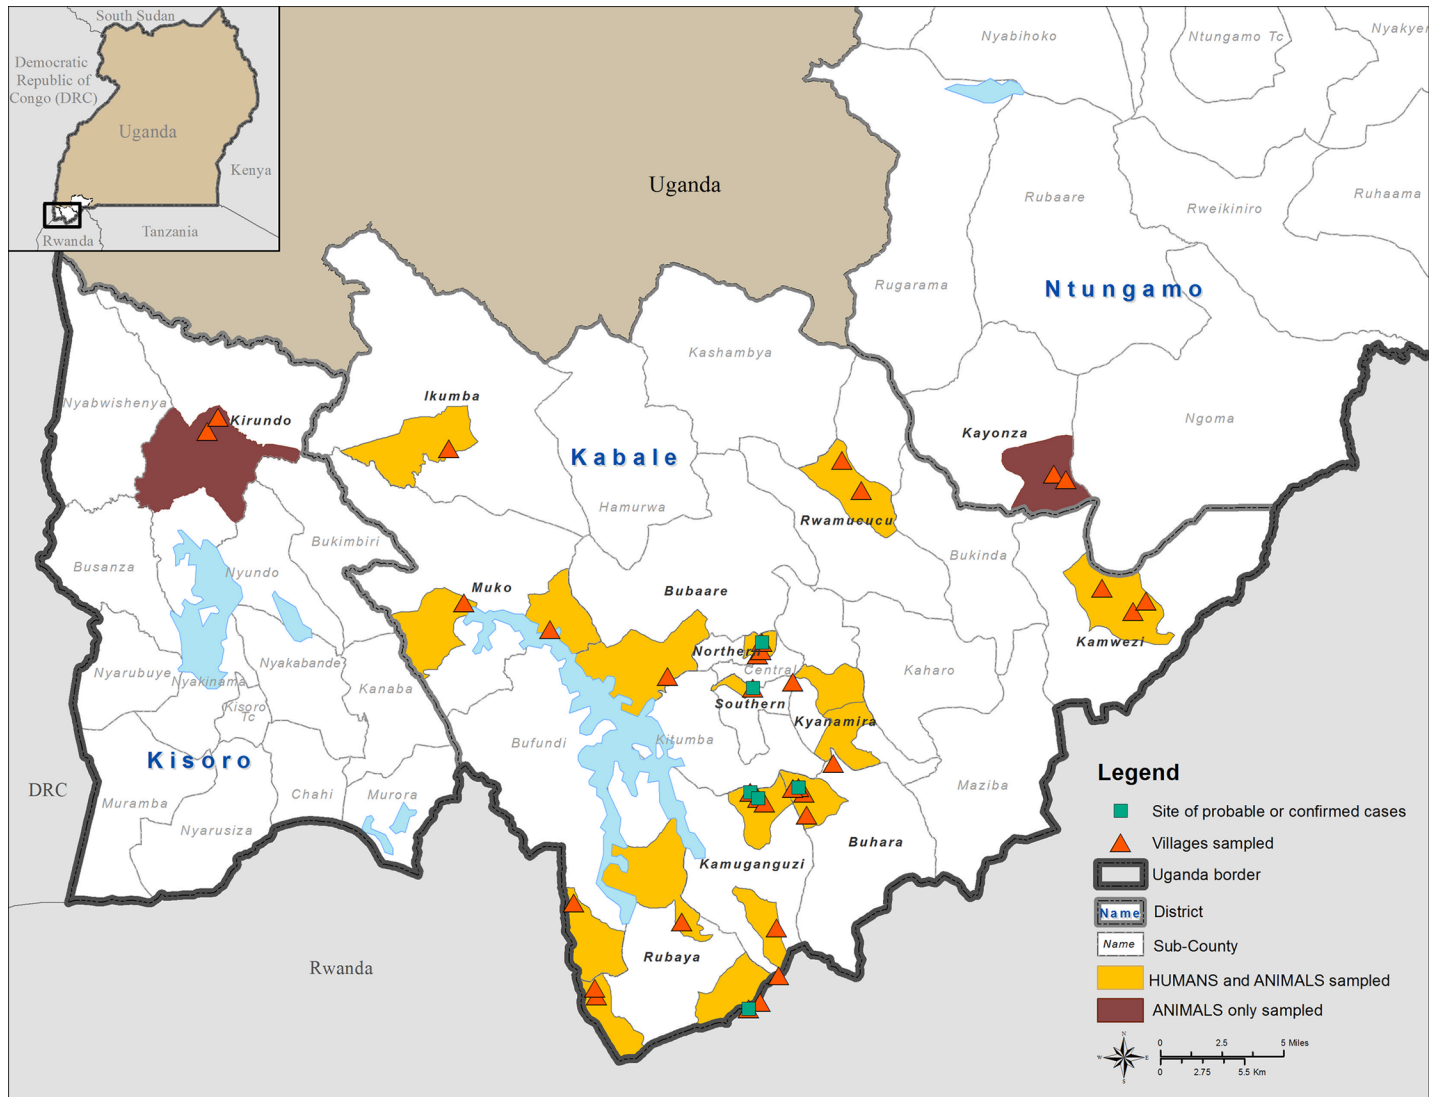 South Sudan
Democratic
Republic of
Congo (DRC)
Uganda
Kenya
Tanzania
Rwanda
Uganda
Nyabihoko
Ntungamo Tc
Rubaare
Rweikiniro
Ruhaama
Rugarama
Ntungamo
Kashambya
Nyabwishenya
Kirundo
Ikumba
Kabale
Kayonza
Ngoma
Hamurwa
Rwamucucu
Bukimbiri
Bukinda
Busanza
Nyundo
Muko
Bubaare
Kamwezi
Northern
Central
Kaharo
Nyarubuye
Nyakinama
Nyakabande
Kanaba
Kisoro
Tc
Southern
Kyanamira
Kisoro
Bufundi
Kitumba
DRC
Muramba
Chahi
Murora
Nyarusiza
Maziba
Buhara
Kamuganguzi
Rubaya
Rwanda
Legend
Site of probable or confirmed cases
Villages sampled
Uganda border
Name District
Name Sub-County
HUMANS and ANIMALS sampled
ANIMALS only sampled
N
W E
S
0 2.5 5 Miles
0 2.75 5.5 Km